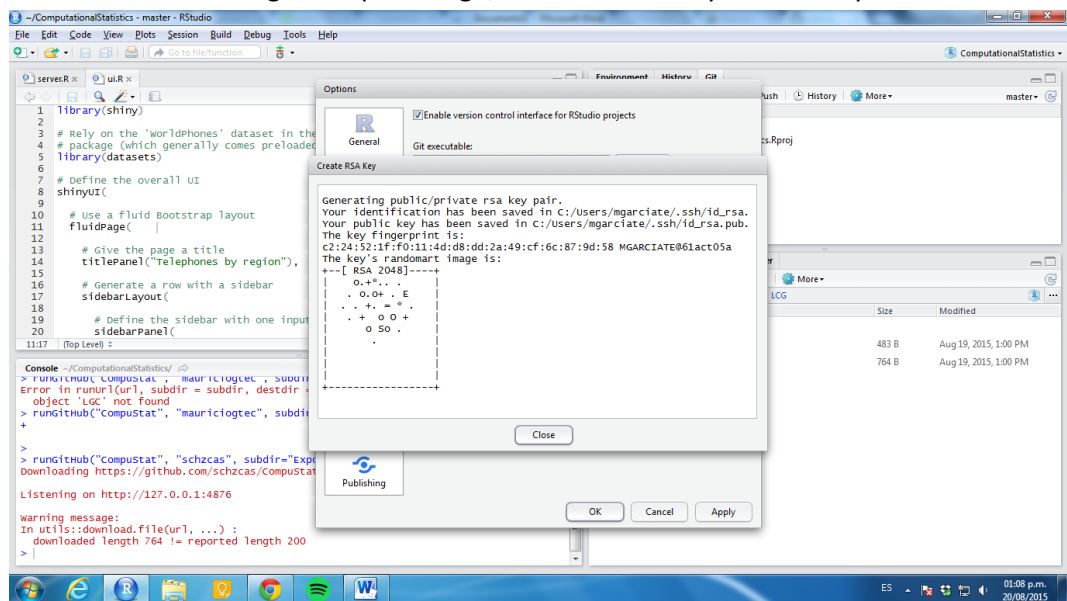 ~/ComputationalStatistics - master - RStudio
File Edit Code View Plots Session Build Debug Tools Help
Go to file/function
ComputationalStatistics
server.R ui.R
1 library(shiny)
2
3 # Rely on the 'WorldPhones' dataset in the
4 # package (which generally comes preloaded
5 library(datasets)
6
7 # Define the overall UI
8 shinyUI(
9
10 # Use a fluid Bootstrap layout
11 fluidPage(
12
13 # Give the page a title
14 titlePanel("Telephones by region"),
15
16 # Generate a row with a sidebar
17 sidebarLayout(
18
19 # Define the sidebar with one input
20 sidebarPanel(
11:17 (Top Level)
Console ~/ComputationalStatistics/
> runGitHub("CompuStat", "mauriciogtec", subdir
Error in runUrl(url, subdir = subdir, destdir =
object 'LGC' not found
> runGitHub("CompuStat", "mauriciogtec", subdir
+
>
> runGitHub("CompuStat", "schzcas", subdir="Expo
Downloading https://github.com/schzcas/CompuStat
Listening on http://127.0.0.1:4876
Warning message:
In utils::download.file(url, ...) :
downloaded length 764 != reported length 200
>
Options
General
Enable version control interface for RStudio projects
Git executable:
Create RSA Key
Generating public/private rsa key pair.
Your identification has been saved in C:/Users/mgarciate/.ssh/id_rsa.
Your public key has been saved in C:/Users/mgarciate/.ssh/id_rsa.pub.
The key fingerprint is:
c2:24:52:1f:f0:11:4d:d8:dd:2a:49:cf:6c:87:9d:58 MGARCIATE@61act05a
The key's randomart image is:
+--[ RSA 2048]----+
| o.+*.. . |
| . o.o+ . E |
| . . +. = * . |
| . + o O + |
| o So . |
| . |
| |
| |
| |
+-----------------+
Close
Publishing
OK Cancel Apply
Environment History Git
Push History More master
cs.Rproj
More
LCG
Size Modified
483 B Aug 19, 2015, 1:00 PM
764 B Aug 19, 2015, 1:00 PM
ES 01:08 p.m.
20/08/2015